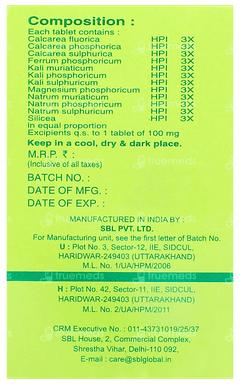 Composition :
Each tablet contains :
Calcarea fluorica HPI 3X
Calcarea phosphorica HPI 3X
Calcarea sulphurica HPI 3X
Ferrum phosphoricum HPI 3X
Kali muriaticum HPI 3X
Kali phosphoricum HPI 3X
Kali sulphuricum HPI 3X
Magnesium phosphoricum HPI 3X
Natrum muriaticum HPI 3X
Natrum phosphoricum HPI 3X
Natrum sulphuricum HPI 3X
Silicea HPI 3X
In equal proportion
Excipients q.s. to 1 tablet of 100 mg
Keep in a cool, dry & dark place.
M.R.P. ₹ :
(Inclusive of all taxes)
BATCH NO. :
DATE OF MFG. :
DATE OF EXP. :
MANUFACTURED IN INDIA BY :
SBL PVT. LTD.
For Manufacturing unit, see the first letter of Batch No.
U : Plot No. 3, Sector-12, IIE, SIDCUL,
HARIDWAR-249403 (UTTARAKHAND)
M.L. No. 1/UA/HPM/2006
truemeds truemeds
H : Plot No. 42, Sector-11, IIE, SIDCUL,
HARIDWAR-249403 (UTTARAKHAND)
M.L. No. 2/UA/HPM/2011
CRM Executive No. : 011-43731019/25/37
SBL House, 2, Commercial Complex,
Shrestha Vihar, Delhi-110 092,
E-mail : care@sblglobal.in